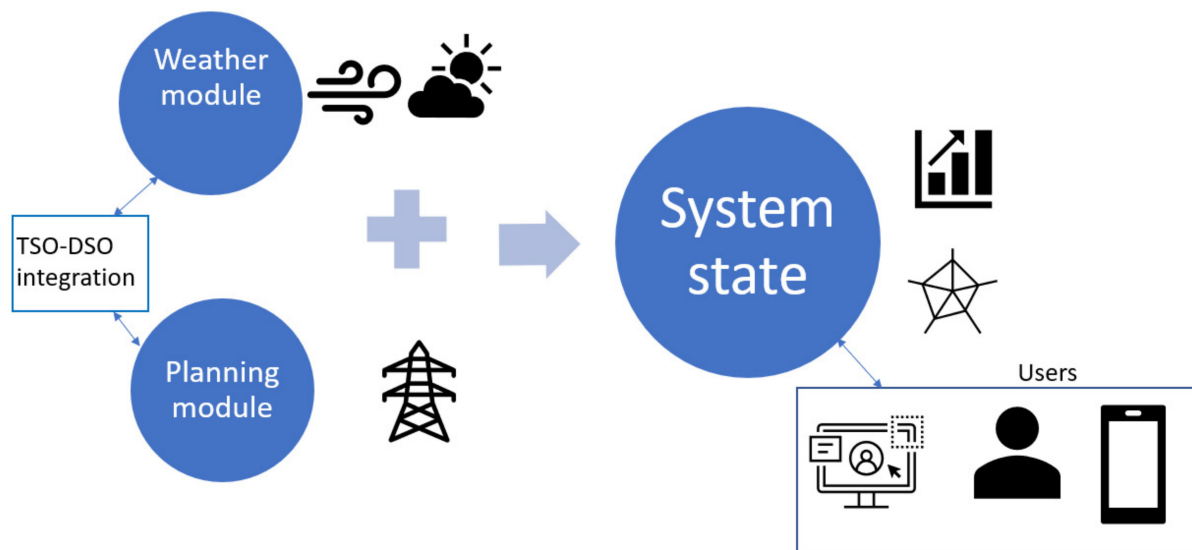 Weather
module
TSO-DSO
integration
Planning
module
System
state
Users